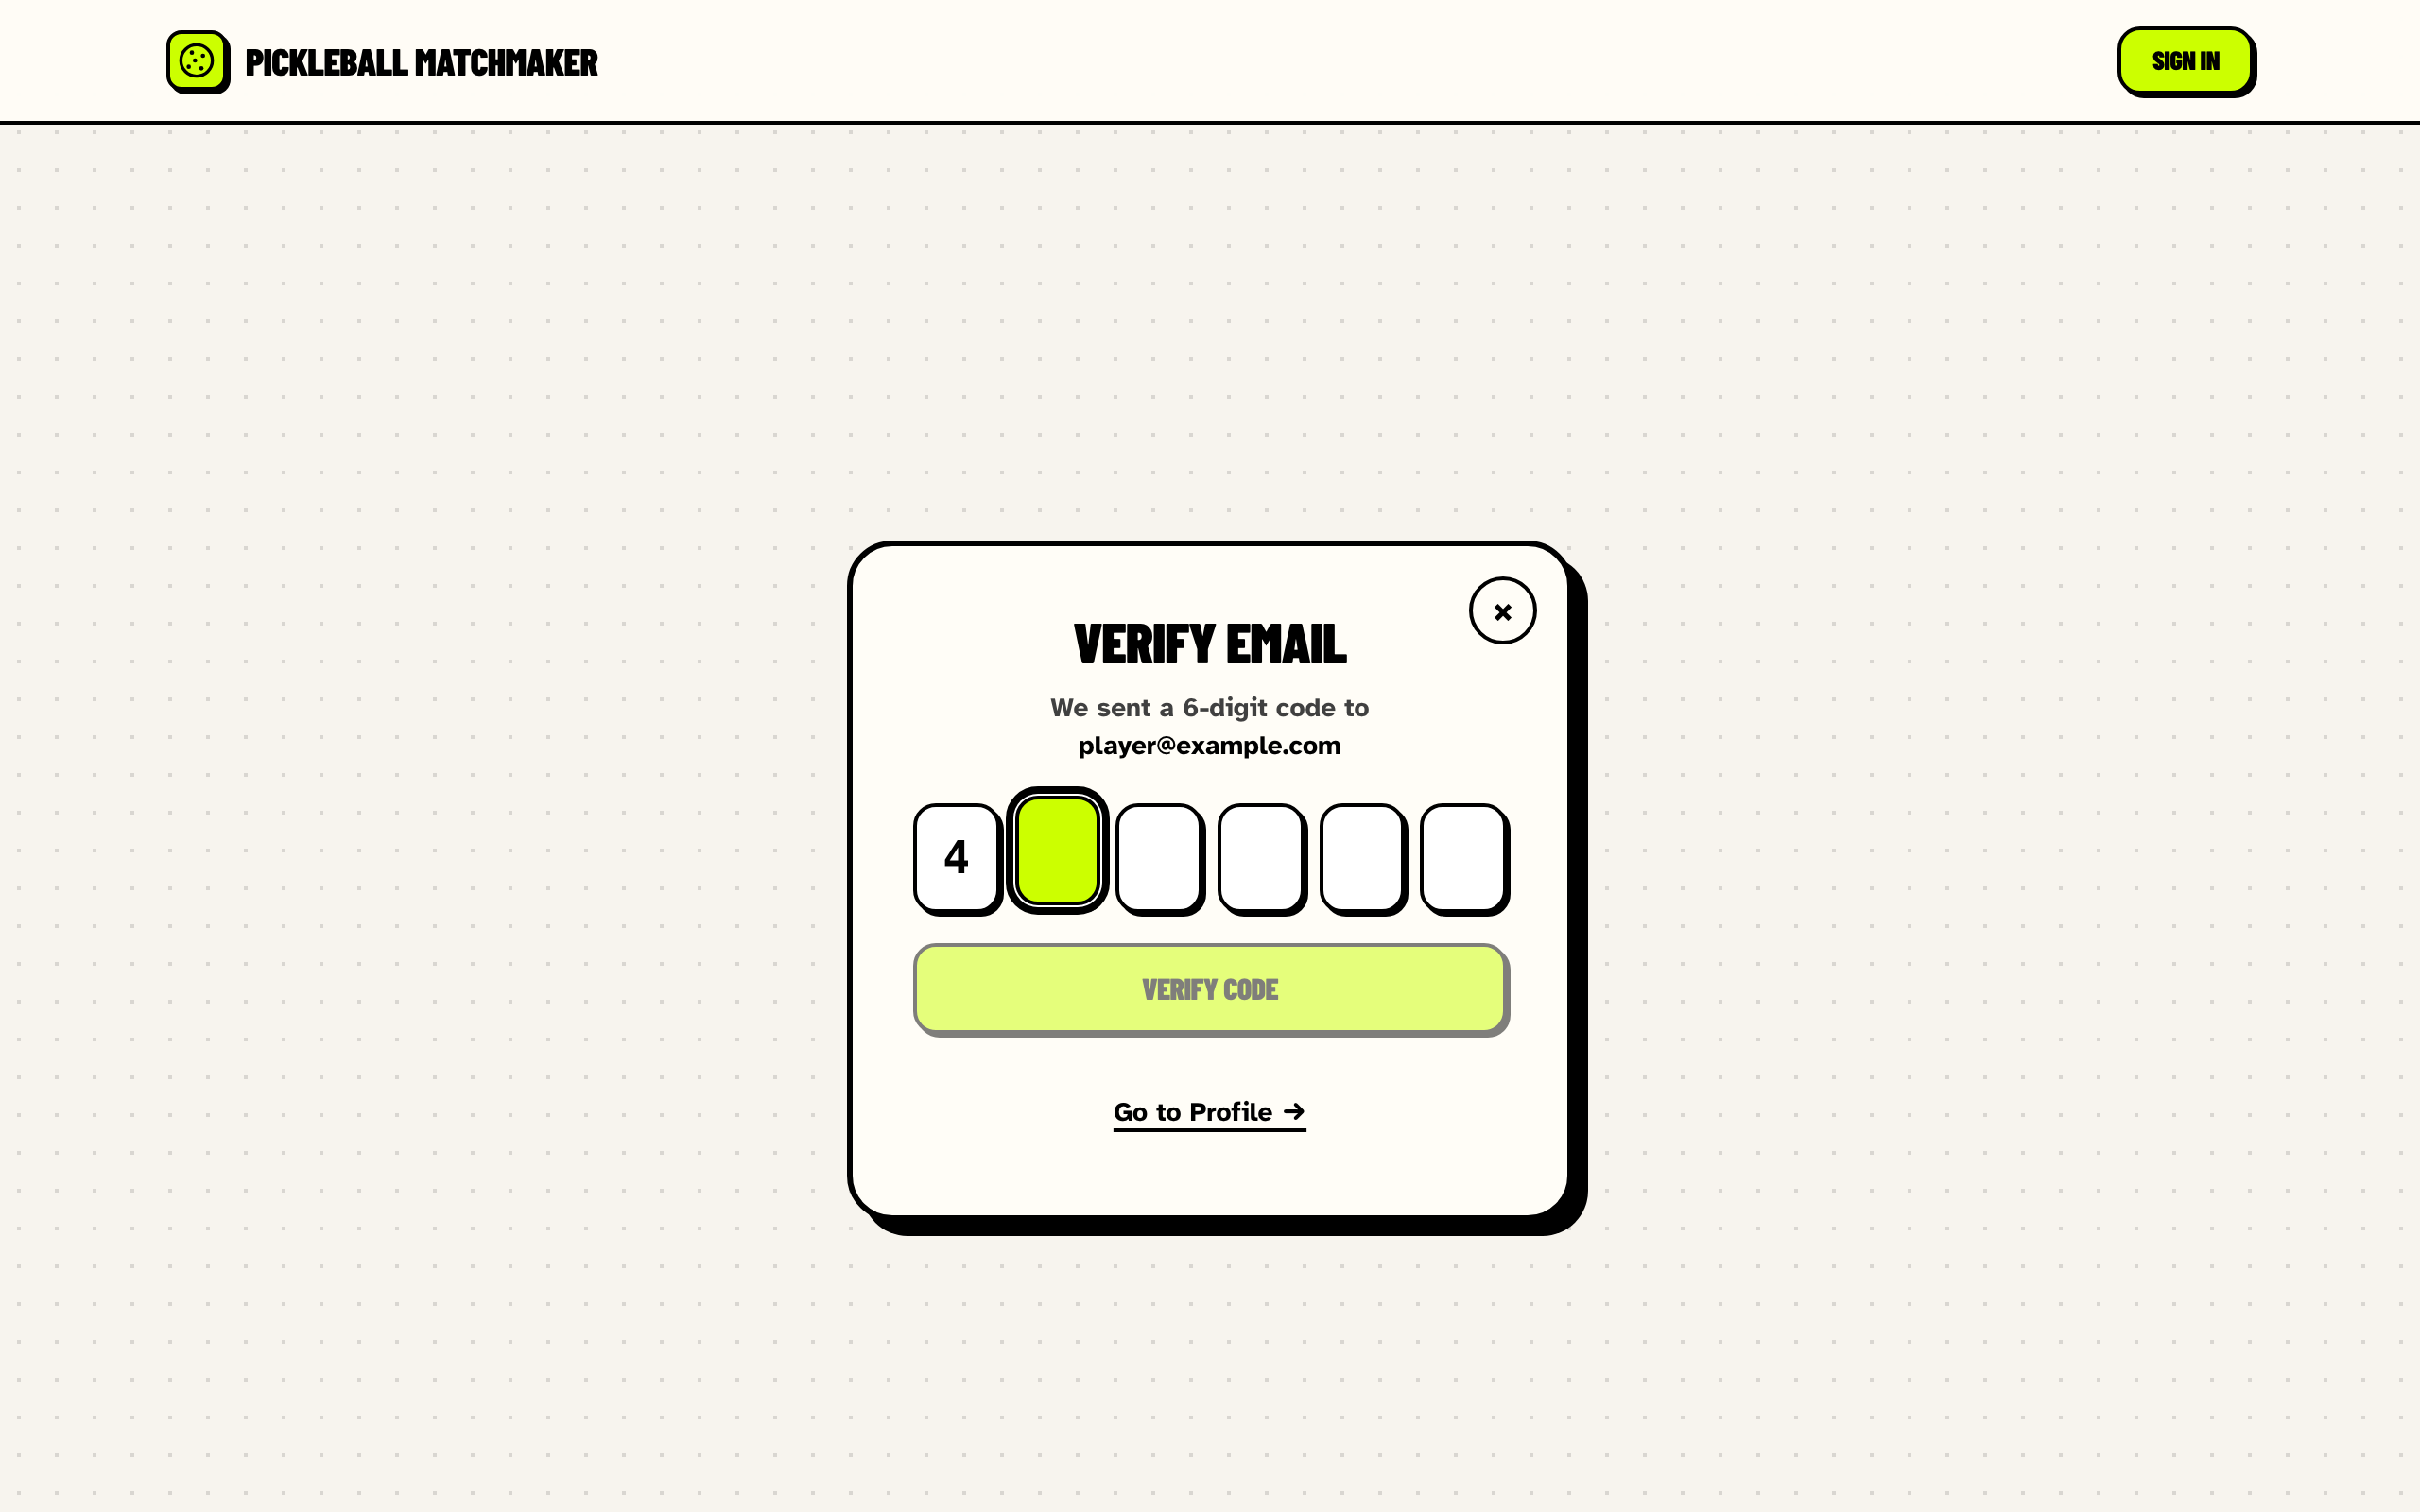 PICKLEBALL MATCHMAKER
SIGN IN
×
VERIFY EMAIL
We sent a 6-digit code to
player@example.com
4
VERIFY CODE
Go to Profile →